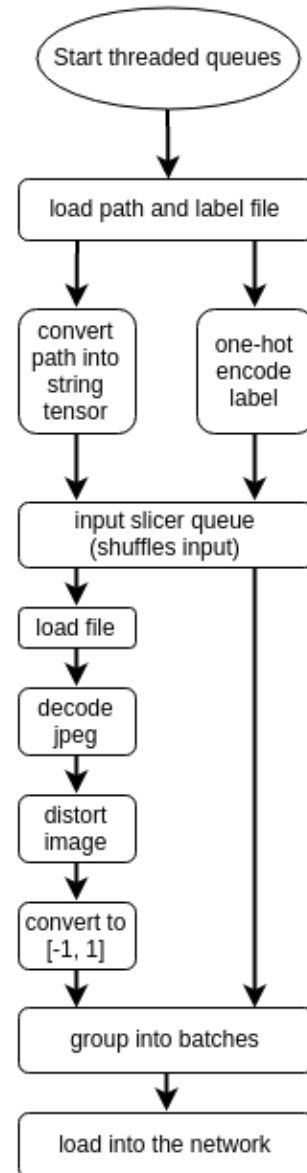 Start threaded queues
load path and label file
convert
path into
string
tensor
one-hot
encode
label
input slicer queue
(shuffles input)
load file
decode
jpeg
distort
image
convert to
[-1, 1]
group into batches
load into the network